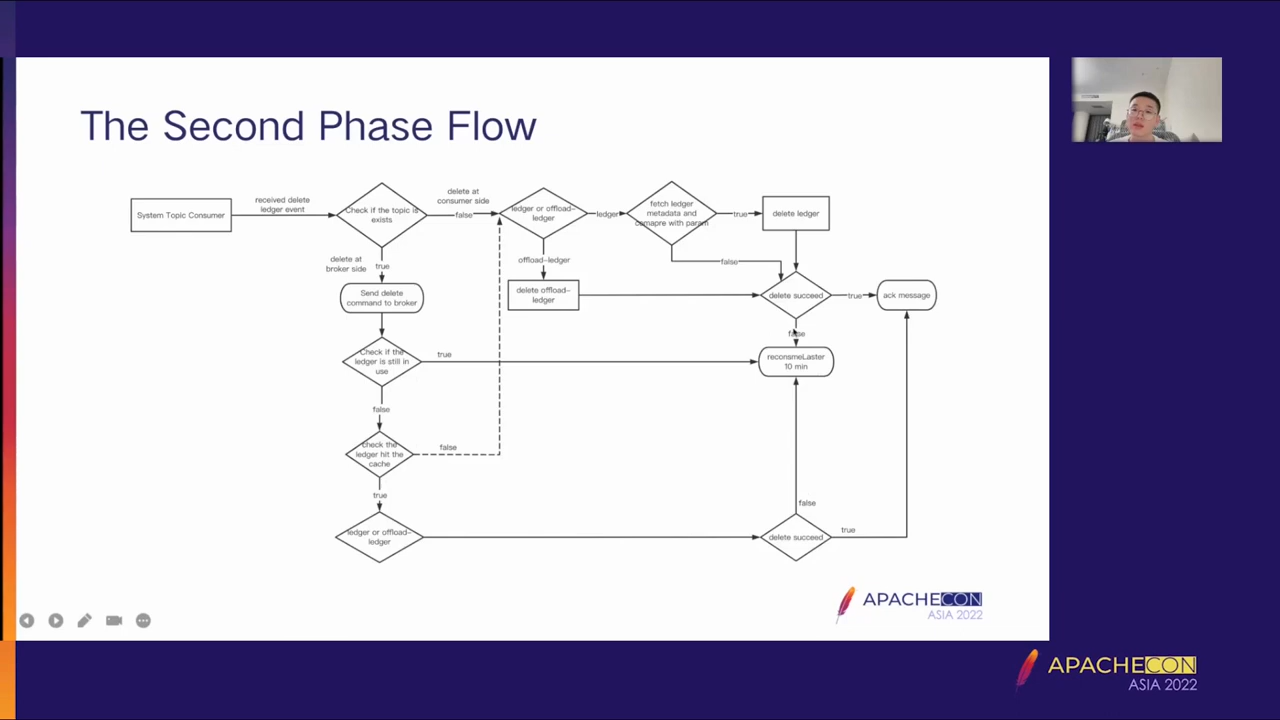 The Second Phase Flow
System Topic Consumer
received delete
ledger event
Check if the topic is
exists
delete at
consumer side
false
ledger or offload-
ledger
ledger
fetch ledger
metadata and
comapre with param
true
delete ledger
delete at
broker side
true
offload-ledger
false
Send delete
command to broker
delete offload-
ledger
delete succeed
true
ack message
false
Check if the
ledger is still in
use
true
reconsmeLaster
10 min
false
check the
ledger hit the
cache
false
true
false
ledger or offload-
ledger
delete succeed
true
APACHECON
ASIA 2022
APACHECON
ASIA 2022